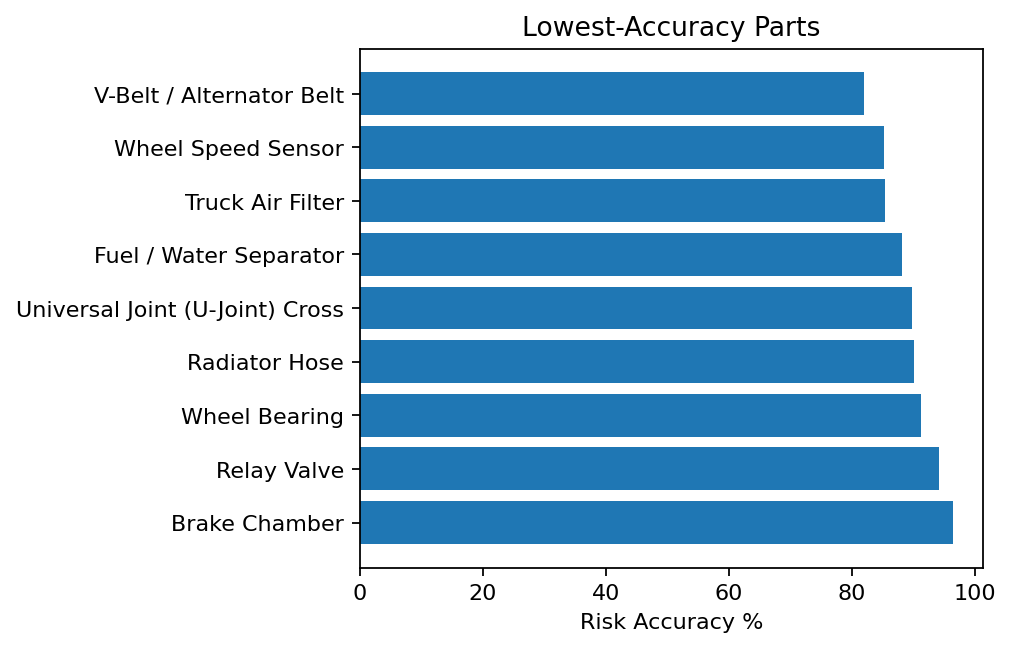 Lowest-Accuracy Parts
V-Belt / Alternator Belt
Wheel Speed Sensor
Truck Air Filter
Fuel / Water Separator
Universal Joint (U-Joint) Cross
Radiator Hose
Wheel Bearing
Relay Valve
Brake Chamber
0 20 40 60 80 100
Risk Accuracy %